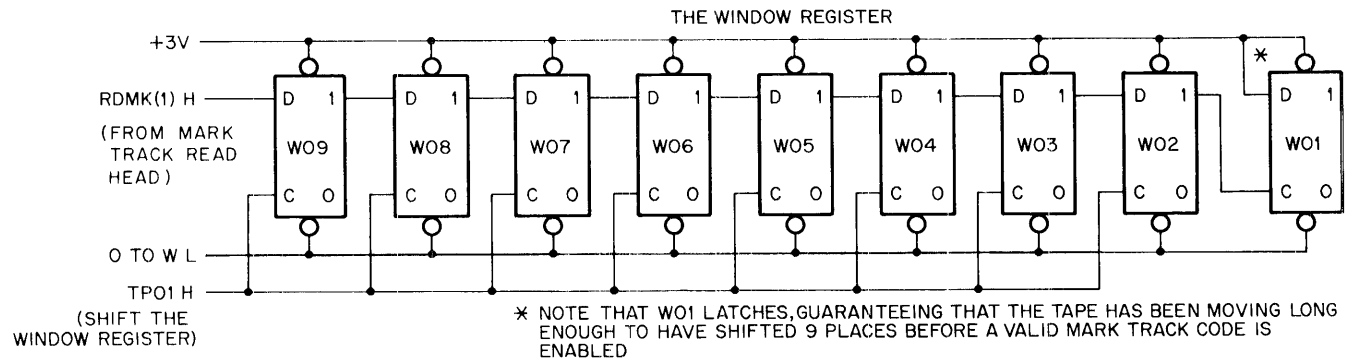 THE WINDOW REGISTER
+3V
*
RDMK(1) H
(FROM MARK
TRACK READ
HEAD)
D 1 D 1 D 1 D 1 D 1 D 1 D 1 D 1 D 1
W09 W08 W07 W06 W05 W04 W03 W02 W01
C 0 C 0 C 0 C 0 C 0 C 0 C 0 C 0 C 0
0 TO W L
TP01 H
(SHIFT THE
WINDOW REGISTER)
* NOTE THAT W01 LATCHES, GUARANTEEING THAT THE TAPE HAS BEEN MOVING LONG
ENOUGH TO HAVE SHIFTED 9 PLACES BEFORE A VALID MARK TRACK CODE IS
ENABLED